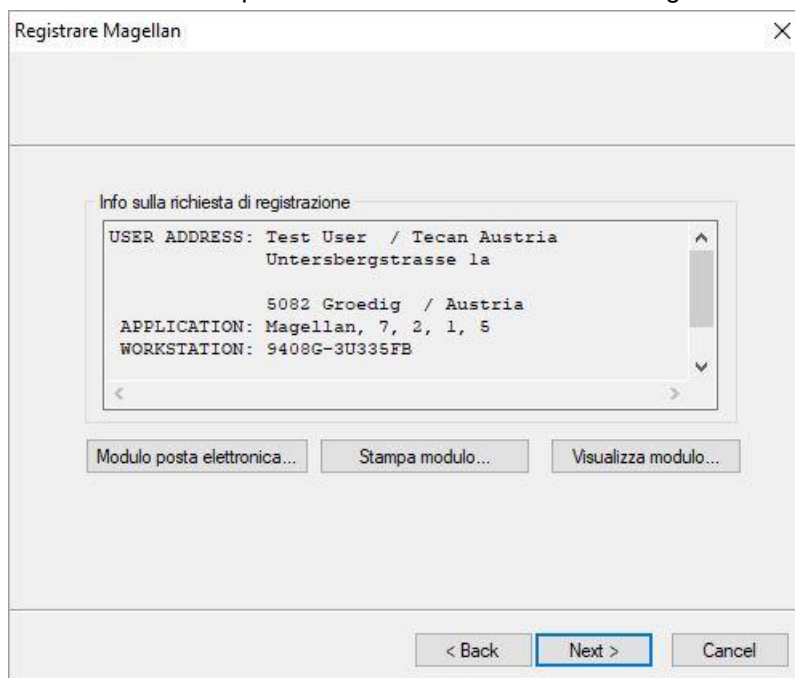 Registrare Magellan
Info sulla richiesta di registrazione
USER ADDRESS: Test User / Tecan Austria
Untersbergstrasse 1a
5082 Groedig / Austria
APPLICATION: Magellan, 7, 2, 1, 5
WORKSTATION: 9408G-3U335FB
Modulo posta elettronica... Stampa modulo... Visualizza modulo...
< Back Next > Cancel